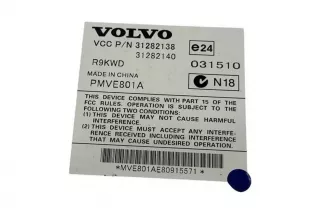 VOLVO
VCC P/N 31282138
31282140
e24
R9KWD
031510
MADE IN CHINA
PMVE801A
N18
THIS DEVICE COMPLIES WITH PART 15 OF THE
FCC RULES. OPERATION IS SUBJECT TO THE
FOLLOWING TWO CONDITIONS:
(1) THIS DEVICE MAY NOT CAUSE HARMFUL
INTERFERENCE, AND
(2) THIS DEVICE MUST ACCEPT ANY INTERFERENCE
RECEIVED INCLUDING INTERFERENCE THAT
MAY CAUSE UNDESIRED OPERATION.
*MVE801AE80915571*